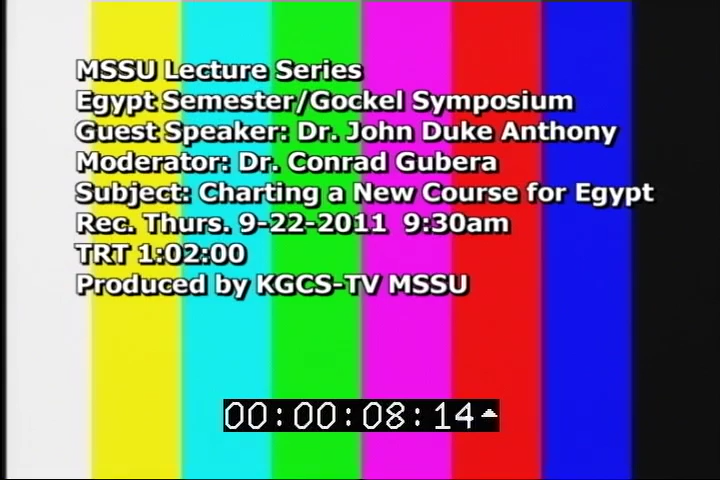 MSSU Lecture Series
Egypt Semester/Gockel Symposium
Guest Speaker: Dr. John Duke Anthony
Moderator: Dr. Conrad Gubera
Subject: Charting a New Course for Egypt
Rec. Thurs. 9-22-2011 9:30am
TRT 1:02:00
Produced by KGCS-TV MSSU
00:00:08:14